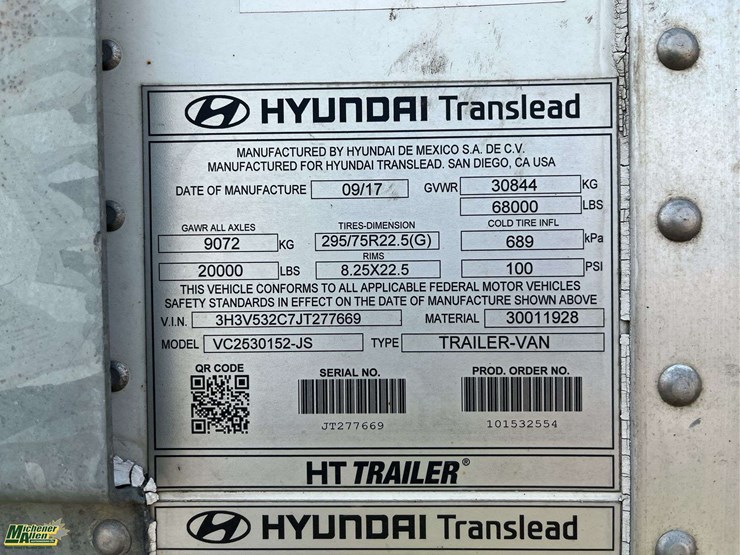 HYUNDAI Translead
MANUFACTURED BY HYUNDAI DE MEXICO S.A. DE C.V.
MANUFACTURED FOR HYUNDAI TRANSLEAD. SAN DIEGO, CA USA
DATE OF MANUFACTURE 09/17 GVWR 30844 KG
68000 LBS
GAWR ALL AXLES TIRES-DIMENSION COLD TIRE INFL
9072 KG 295/75R22.5(G) 689 kPa
RIMS
20000 LBS 8.25X22.5 100 PSI
THIS VEHICLE CONFORMS TO ALL APPLICABLE FEDERAL MOTOR VEHICLES
SAFETY STANDARDS IN EFFECT ON THE DATE OF MANUFACTURE SHOWN ABOVE
V.I.N. 3H3V532C7JT277669 MATERIAL 30011928
MODEL VC2530152-JS TYPE TRAILER-VAN
QR CODE SERIAL NO. PROD. ORDER NO.
JT277669 101532554
HT TRAILER®
HYUNDAI Translead
Michener Allen